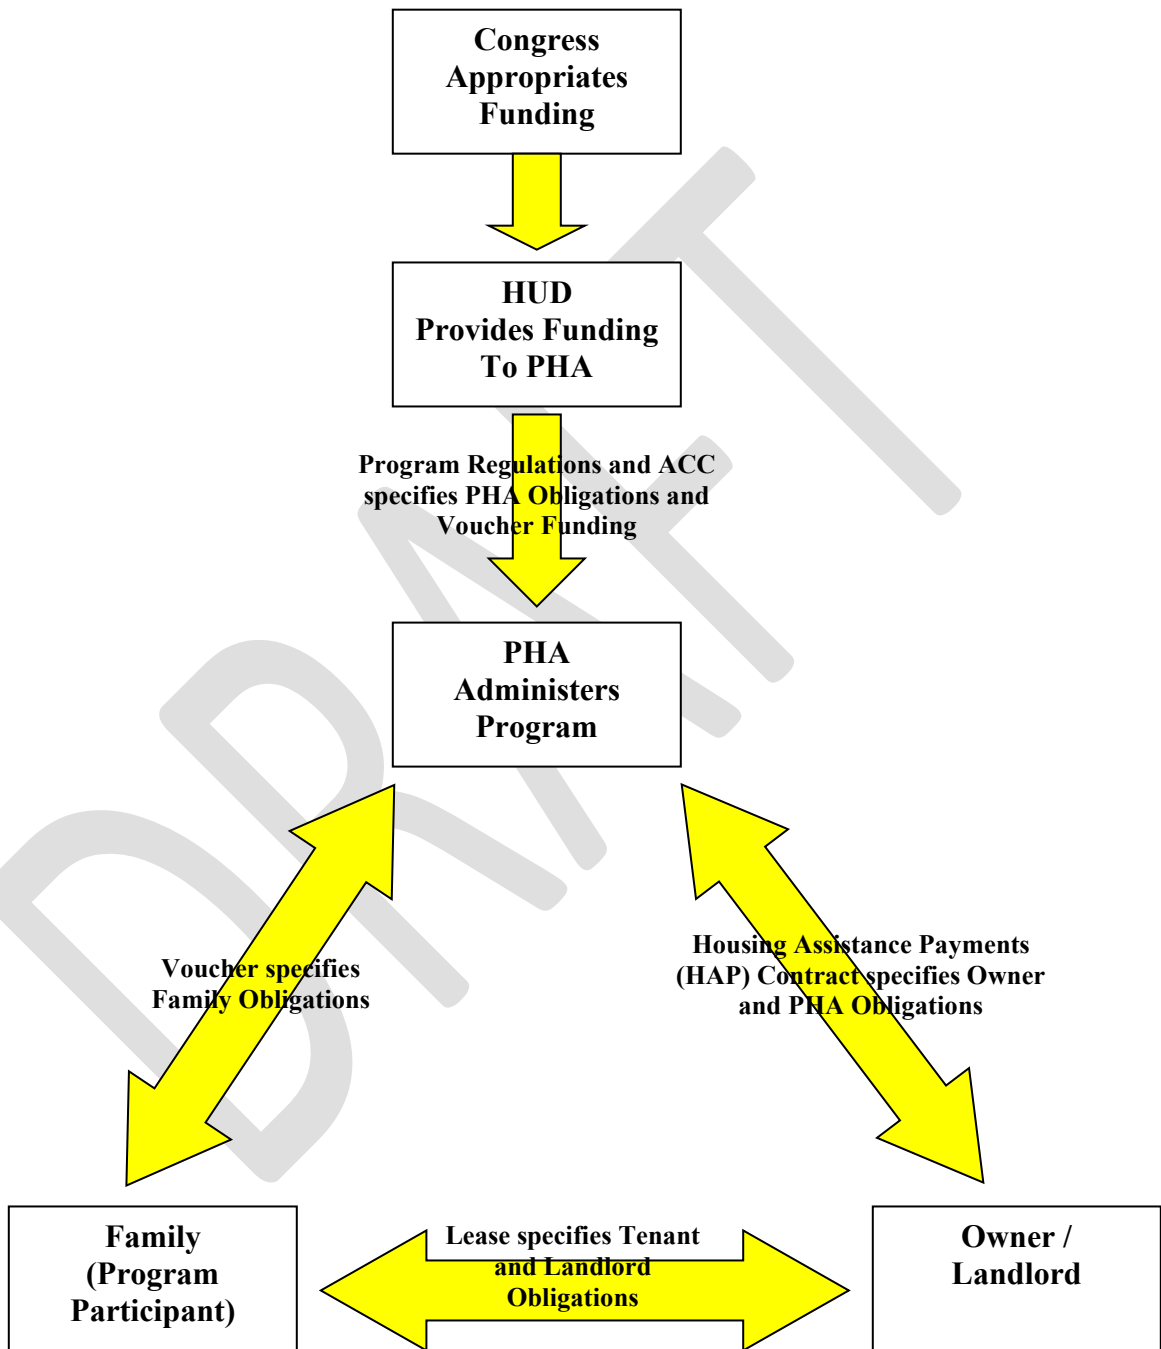 Congress
Appropriates
Funding
HUD
Provides Funding
To PHA
Program Regulations and ACC
specifies PHA Obligations and
Voucher Funding
PHA
Administers
Program
Voucher specifies
Family Obligations
Housing Assistance Payments
(HAP) Contract specifies Owner
and PHA Obligations
Family
(Program
Participant)
Lease specifies Tenant
and Landlord
Obligations
Owner /
Landlord
DRAFT